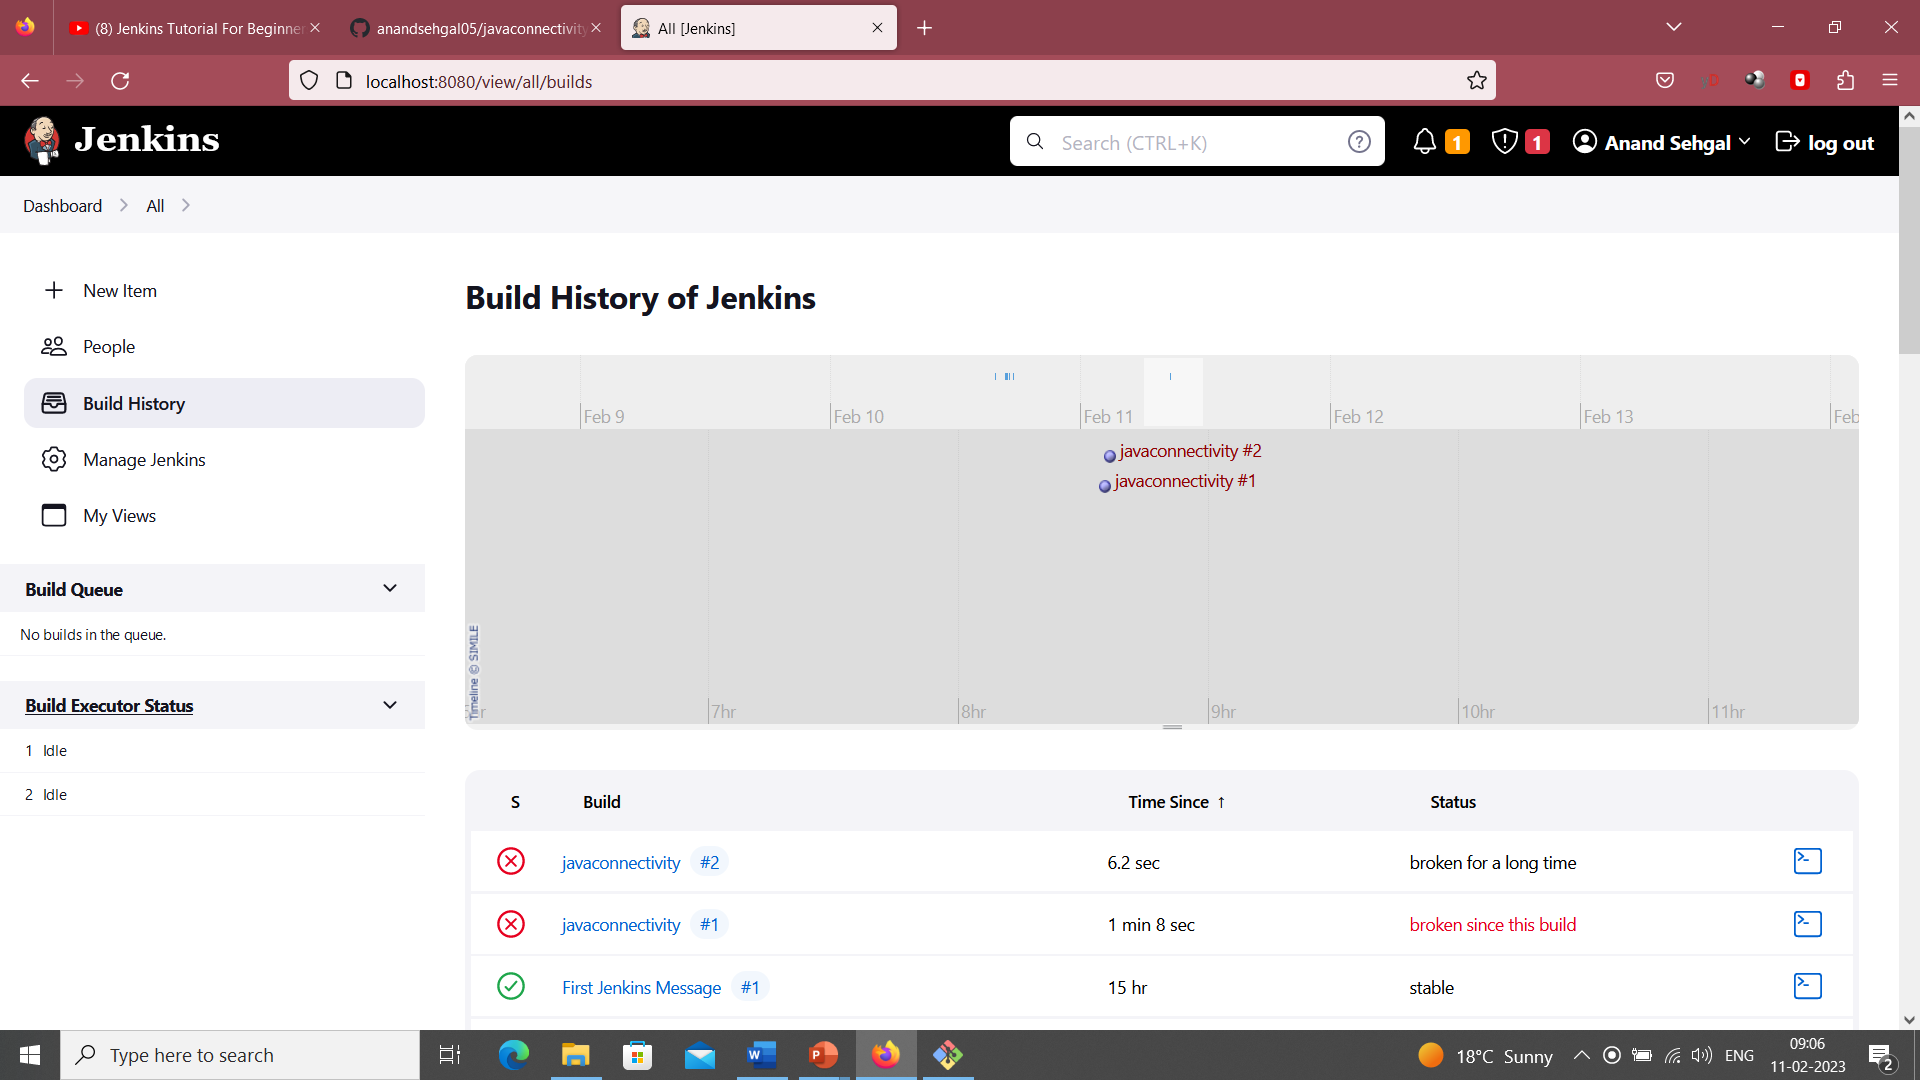 (8) Jenkins Tutorial For Beginner
anandsehgal05/javaconnectivity
All [Jenkins]
localhost:8080/view/all/builds
Jenkins
Search (CTRL+K)
1
1
Anand Sehgal
log out
Dashboard
All
New Item
People
Build History
Manage Jenkins
My Views
Build Queue
No builds in the queue.
Build Executor Status
1 Idle
2 Idle
Build History of Jenkins
Feb 9
Feb 10
Feb 11
Feb 12
Feb 13
Feb
javaconnectivity #2
javaconnectivity #1
Timeline © SIMILE
7hr
8hr
9hr
10hr
11hr
S Build Time Since ↑ Status
javaconnectivity #2 6.2 sec broken for a long time
javaconnectivity #1 1 min 8 sec broken since this build
First Jenkins Message #1 15 hr stable
Type here to search
18°C Sunny
ENG
09:06
11-02-2023
2